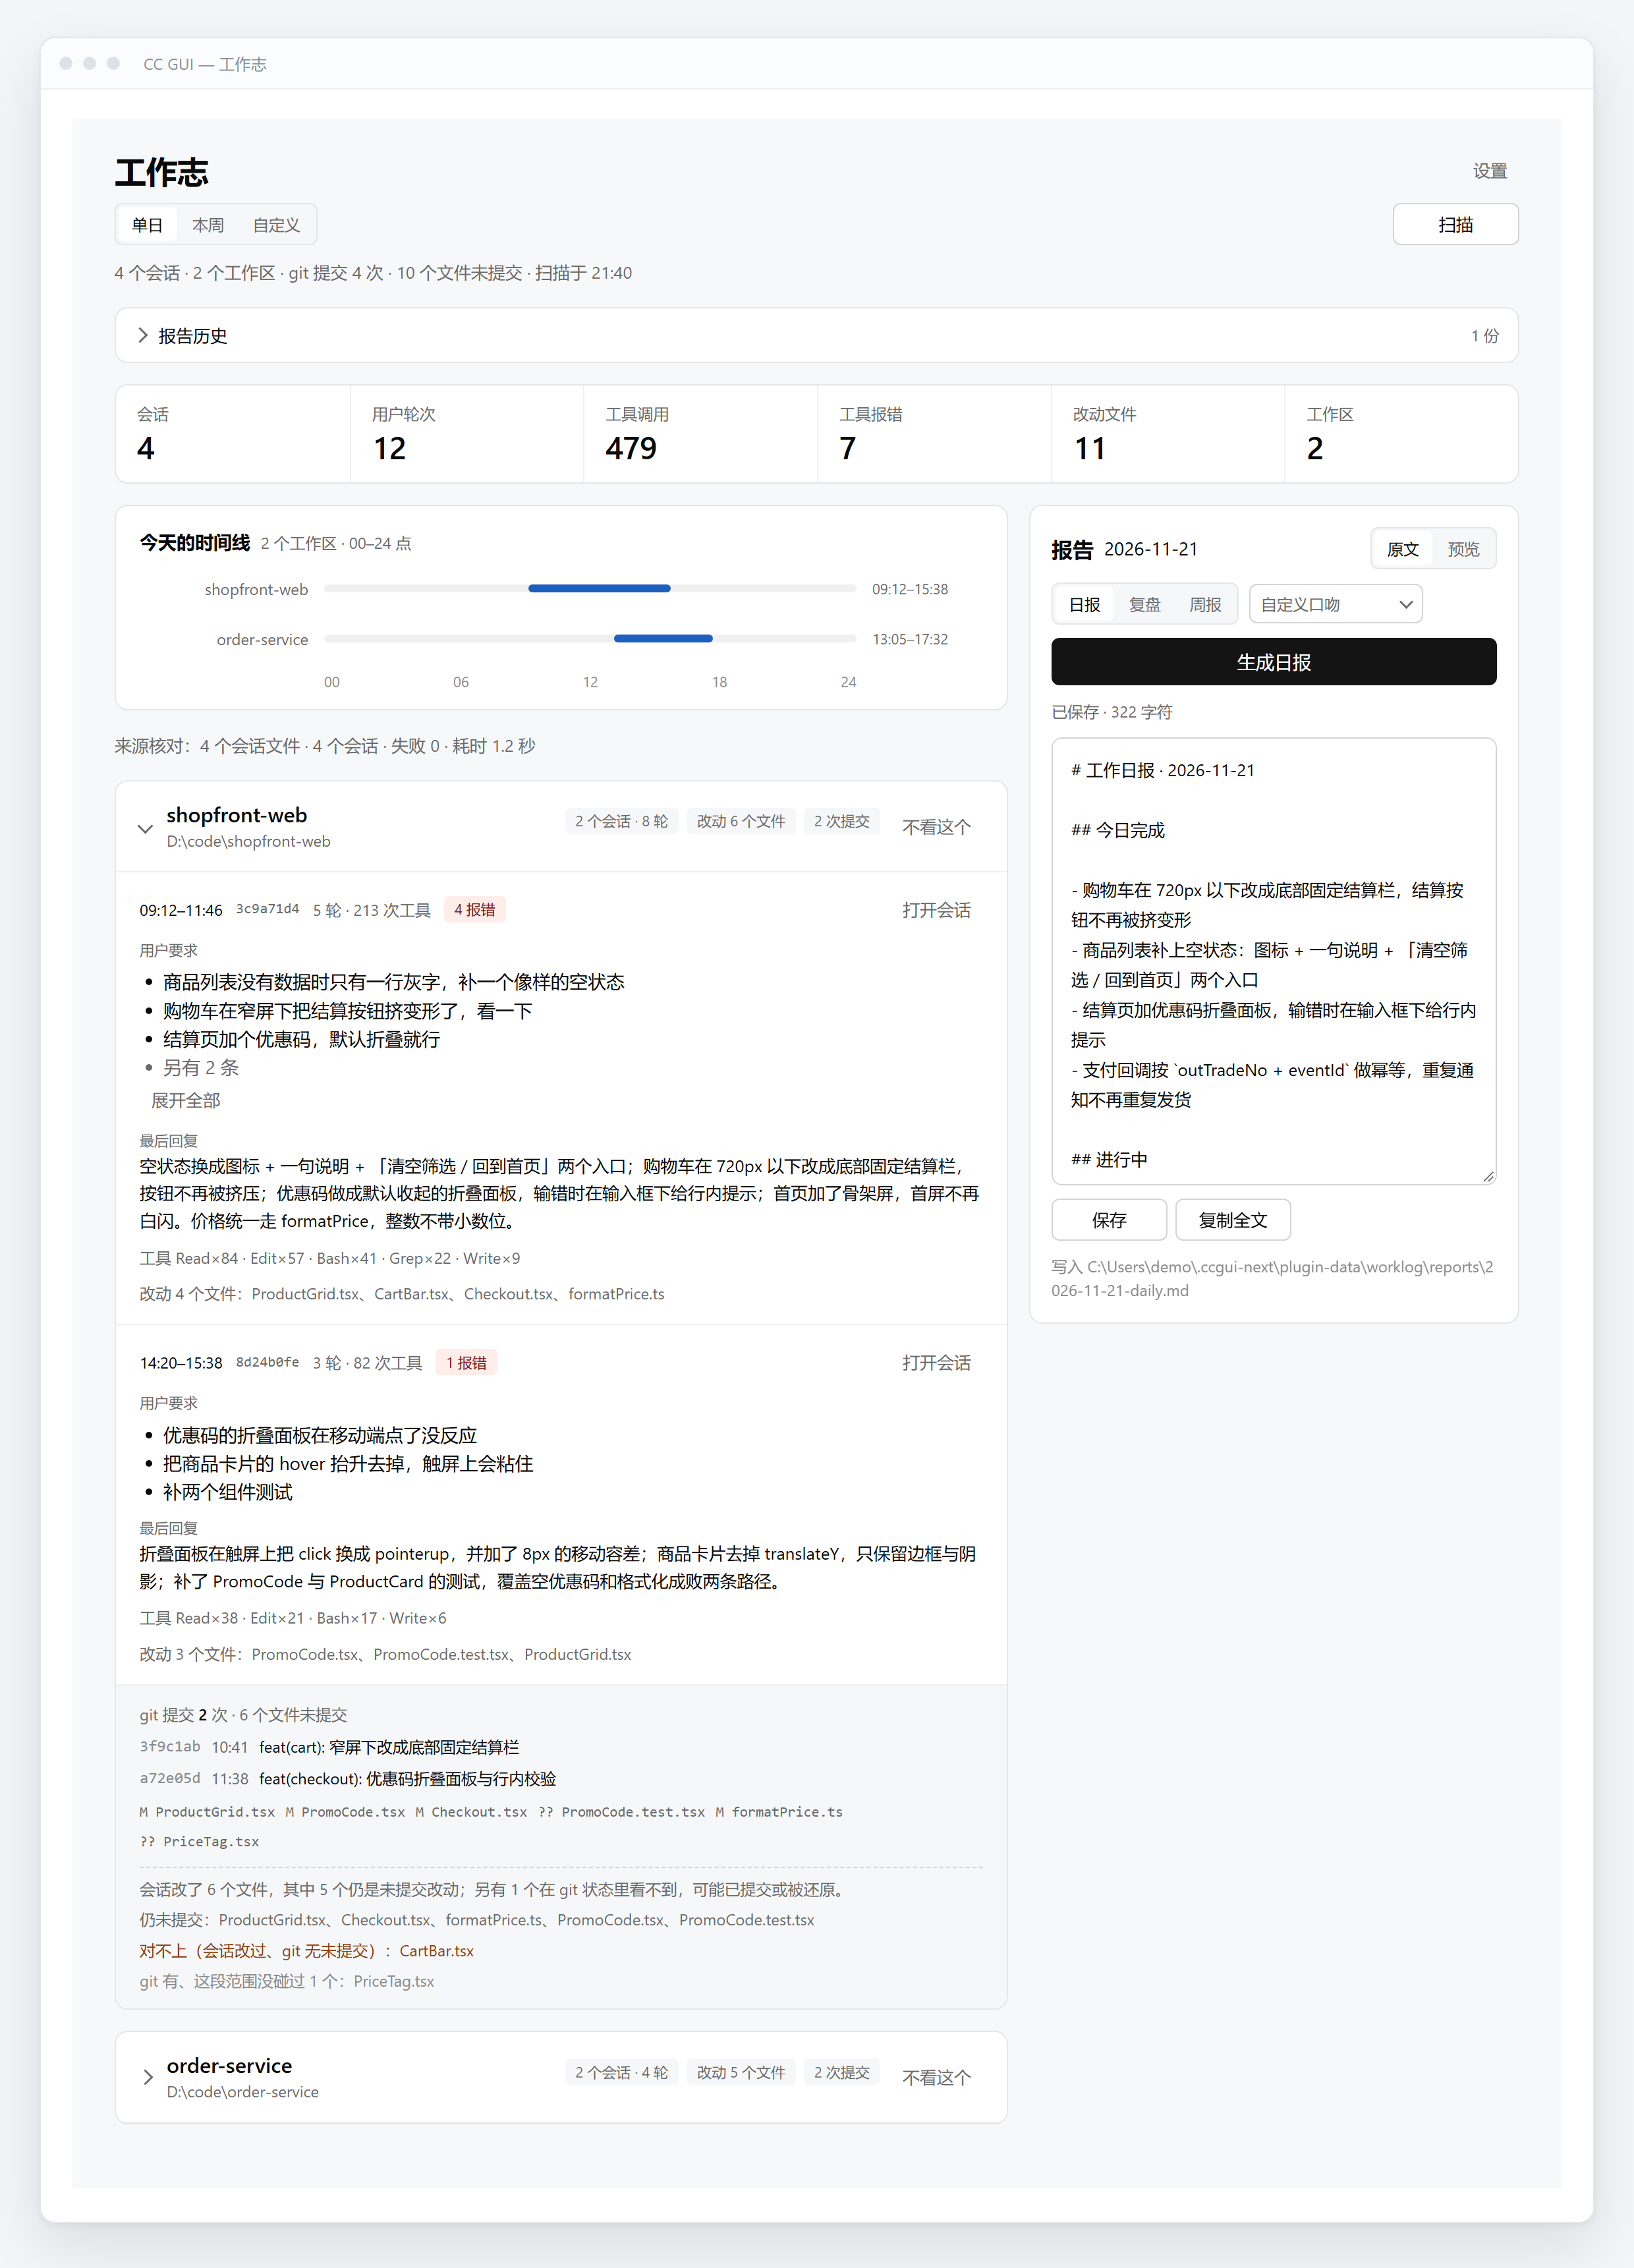 CC GUI — 工作志
工作志
设置
单日 本周 自定义
扫描
4 个会话 · 2 个工作区 · git 提交 4 次 · 10 个文件未提交 · 扫描于 21:40
报告历史
1 份
会话
4
用户轮次
12
工具调用
479
工具报错
7
改动文件
11
工作区
2
今天的时间线 2 个工作区 · 00–24 点
shopfront-web 09:12–15:38
order-service 13:05–17:32
00 06 12 18 24
来源核对：4 个会话文件 · 4 个会话 · 失败 0 · 耗时 1.2 秒
shopfront-web
D:\code\shopfront-web
2 个会话 · 8 轮 改动 6 个文件 2 次提交 不看这个
09:12–11:46 3c9a71d4 5 轮 · 213 次工具 4 报错 打开会话
用户要求
• 商品列表没有数据时只有一行灰字，补一个像样的空状态
• 购物车在窄屏下把结算按钮挤变形了，看一下
• 结算页加个优惠码，默认折叠就行
• 另有 2 条
展开全部
最后回复
空状态换成图标 + 一句说明 + 「清空筛选 / 回到首页」两个入口；购物车在 720px 以下改成底部固定结算栏，
按钮不再被挤压；优惠码做成默认收起的折叠面板，输错时在输入框下给行内提示；首页加了骨架屏，首屏不再
白闪。价格统一走 formatPrice，整数不带小数位。
工具 Read×84 · Edit×57 · Bash×41 · Grep×22 · Write×9
改动 4 个文件：ProductGrid.tsx、CartBar.tsx、Checkout.tsx、formatPrice.ts
14:20–15:38 8d24b0fe 3 轮 · 82 次工具 1 报错 打开会话
用户要求
• 优惠码的折叠面板在移动端点了没反应
• 把商品卡片的 hover 抬升去掉，触屏上会粘住
• 补两个组件测试
最后回复
折叠面板在触屏上把 click 换成 pointerup，并加了 8px 的移动容差；商品卡片去掉 translateY，只保留边框与阴
影；补了 PromoCode 与 ProductCard 的测试，覆盖空优惠码和格式化成败两条路径。
工具 Read×38 · Edit×21 · Bash×17 · Write×6
改动 3 个文件：PromoCode.tsx、PromoCode.test.tsx、ProductGrid.tsx
git 提交 2 次 · 6 个文件未提交
3f9c1ab 10:41 feat(cart): 窄屏下改成底部固定结算栏
a72e05d 11:38 feat(checkout): 优惠码折叠面板与行内校验
M ProductGrid.tsx M PromoCode.tsx M Checkout.tsx ?? PromoCode.test.tsx M formatPrice.ts
?? PriceTag.tsx
会话改了 6 个文件，其中 5 个仍是未提交改动；另有 1 个在 git 状态里看不到，可能已提交或被还原。
仍未提交：ProductGrid.tsx、Checkout.tsx、formatPrice.ts、PromoCode.tsx、PromoCode.test.tsx
对不上（会话改过、git 无未提交）：CartBar.tsx
git 有、这段范围没碰过 1 个：PriceTag.tsx
order-service
D:\code\order-service
2 个会话 · 4 轮 改动 5 个文件 2 次提交 不看这个
报告 2026-11-21
原文 预览
日报 复盘 周报 自定义口吻
生成日报
已保存 · 322 字符
# 工作日报 · 2026-11-21
## 今日完成
- 购物车在 720px 以下改成底部固定结算栏，结算按
钮不再被挤变形
- 商品列表补上空状态：图标 + 一句说明 + 「清空筛
选 / 回到首页」两个入口
- 结算页加优惠码折叠面板，输错时在输入框下给行内
提示
- 支付回调按 `outTradeNo + eventId` 做幂等，重复通
知不再重复发货
## 进行中
保存 复制全文
写入 C:\Users\demo\.ccgui-next\plugin-data\worklog\reports\2
026-11-21-daily.md